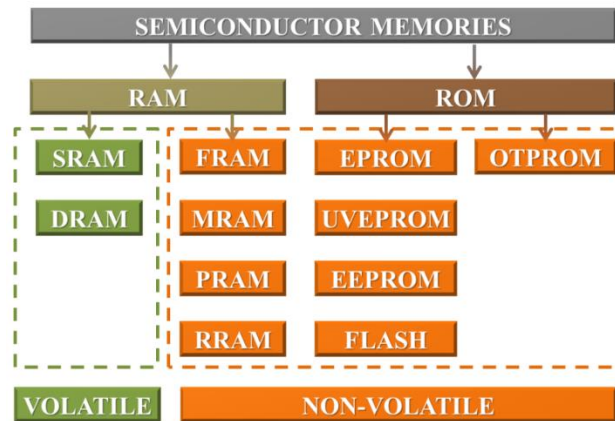 SEMICONDUCTOR MEMORIES
RAM ROM
SRAM FRAM EPROM OTPROM
DRAM MRAM UVEPROM
PRAM EEPROM
RRAM FLASH
VOLATILE NON-VOLATILE